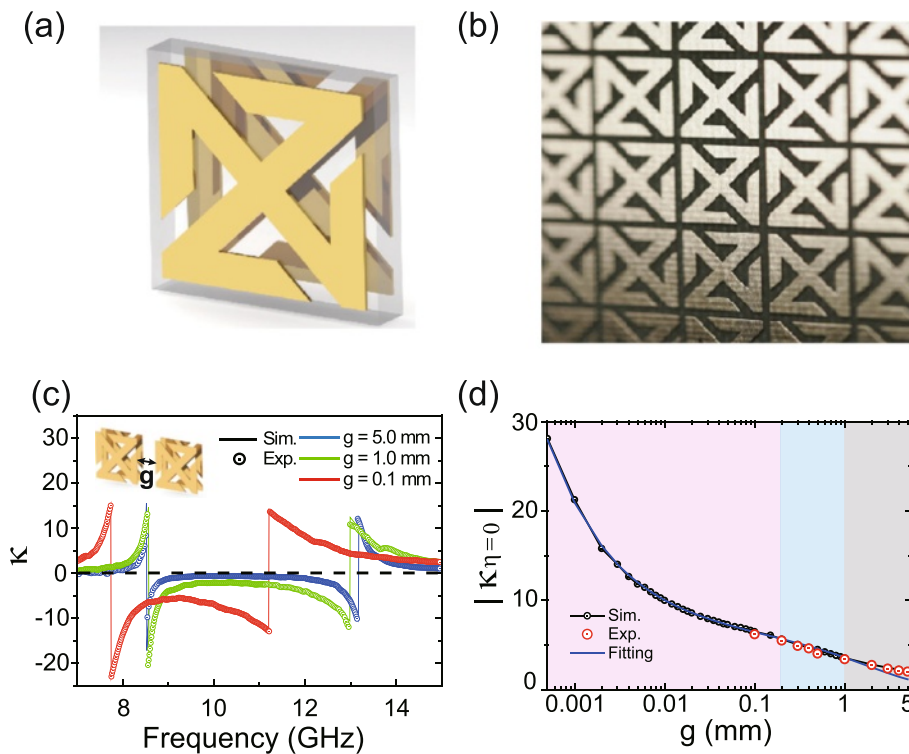 (a)
(b)
(c)
(d)
30
20
10
0
-10
-20
κ
8
10
12
14
Frequency (GHz)
g
Sim.
Exp.
g = 5.0 mm
g = 1.0 mm
g = 0.1 mm
30
20
10
0
| κη=0 |
0.001
0.01
0.1
1
5
g (mm)
Sim.
Exp.
Fitting